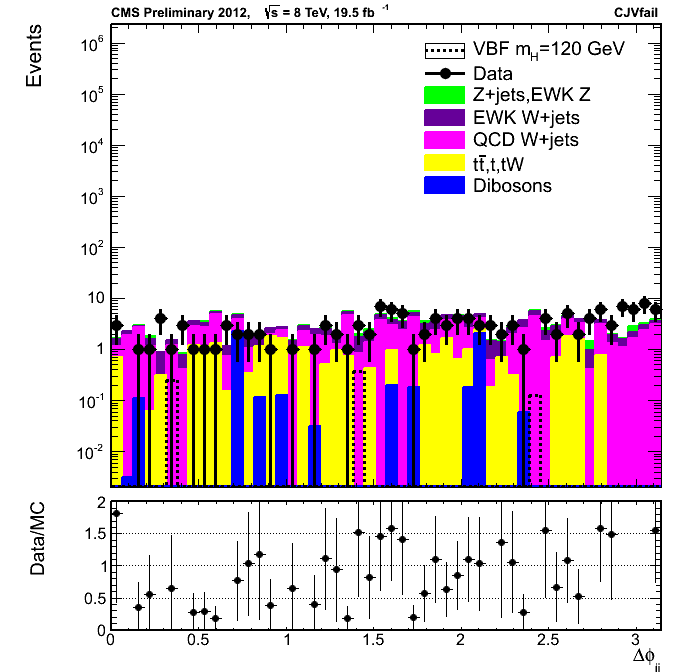 CMS Preliminary 2012, √s = 8 TeV, 19.5 fb⁻¹ CJVfail
Events
10⁶
10⁵
10⁴
10³
10²
10
1
10⁻¹
10⁻²
VBF m_H=120 GeV
Data
Z+jets,EWK Z
EWK W+jets
QCD W+jets
tt̄,t,tW
Dibosons
Data/MC
2
1.5
1
0.5
0
0 0.5 1 1.5 2 2.5 3
Δϕ_jj